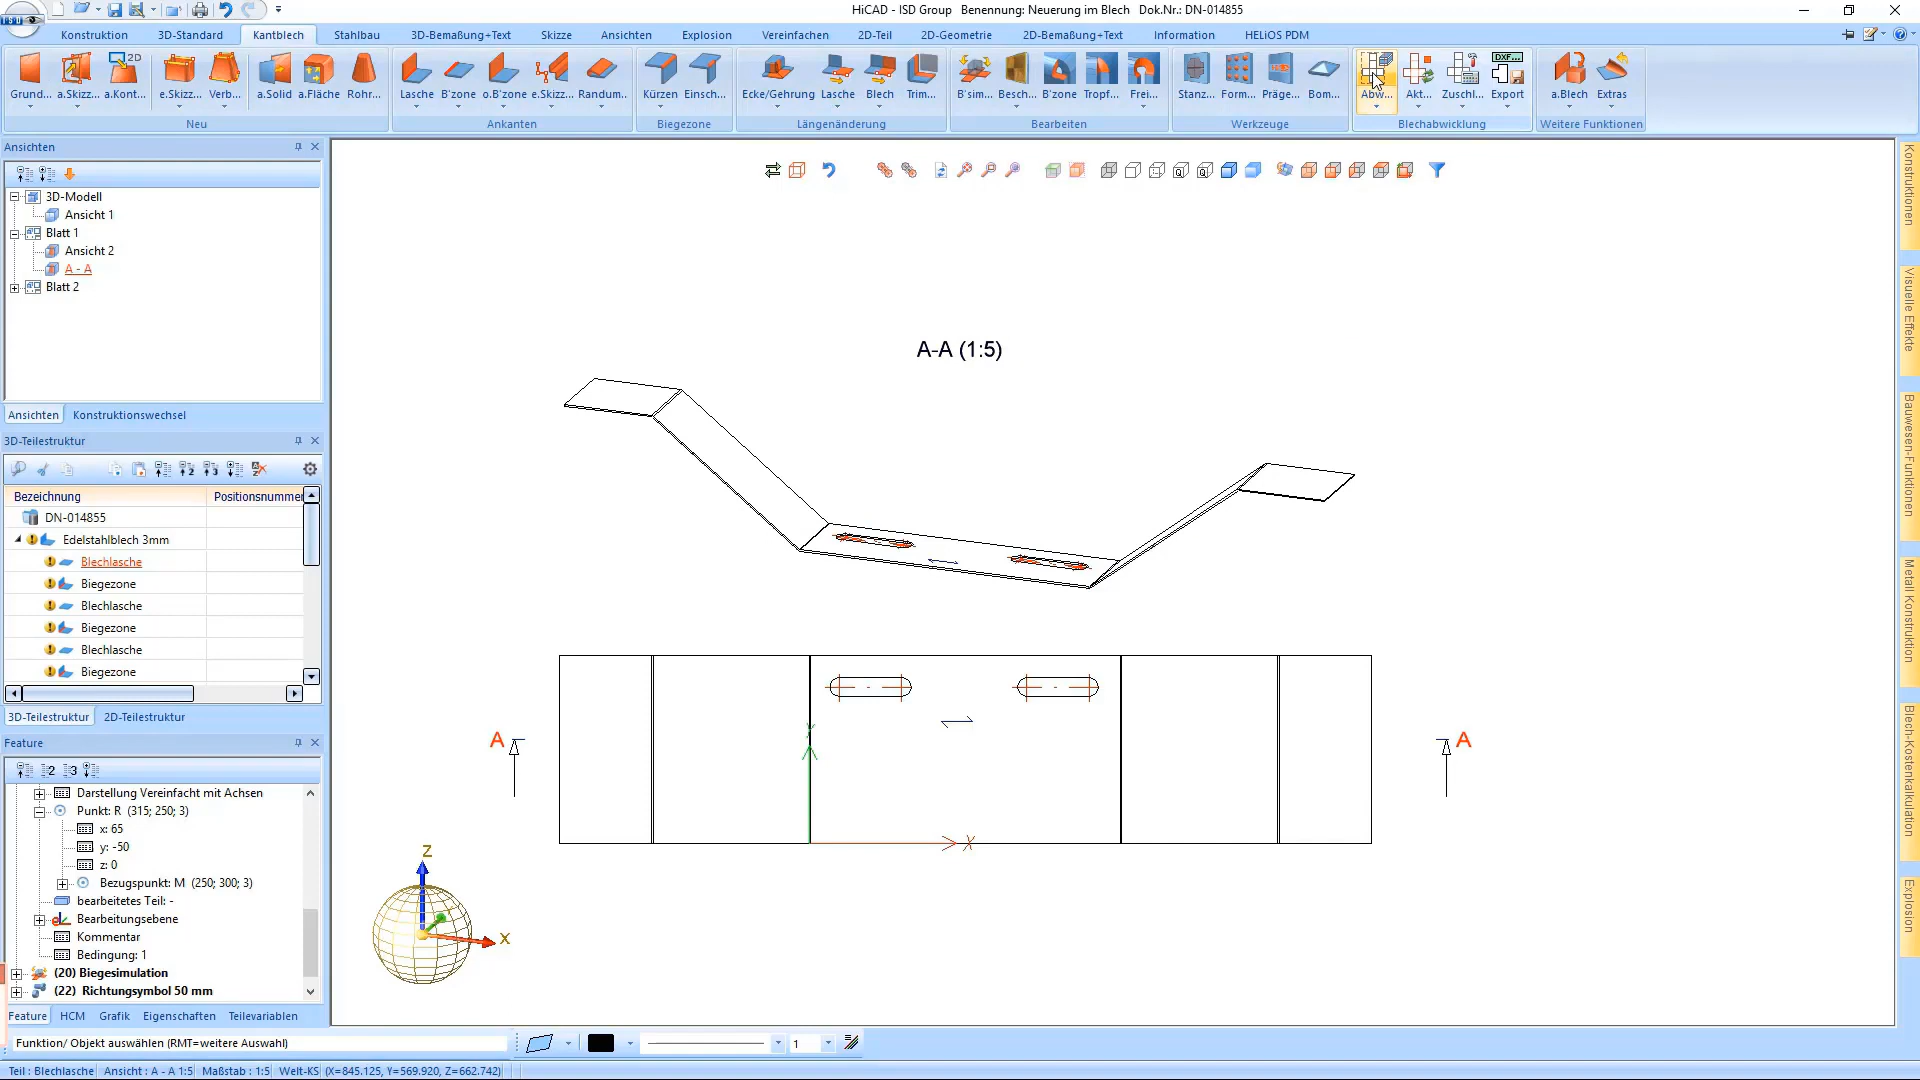 HiCAD - ISD Group   Benennung: Neuerung im Blech   Dok.Nr.: DN-014855
ISD
Konstruktion 3D-Standard Kantblech Stahlbau 3D-Bemaßung+Text Skizze Ansichten Explosion Vereinfachen 2D-Teil 2D-Geometrie 2D-Bemaßung+Text Information HELiOS PDM
2D DXF...
Grund... a.Skizz... a.Kont... e.Skizz... Verb... a.Solid a.Fläche Rohr... Lasche B'zone o.B'zone e.Skizz... Randum... Kürzen Einsch... Ecke/Gehrung Lasche Blech Trim... B'sim... Besch... B'zone Tropf... Frei... Stanz... Form... Präge... Bom... Abw... Akt... Zuschl... Export a.Blech Extras
Neu Ankanten Biegezone Längenänderung Bearbeiten Werkzeuge Blechabwicklung Weitere Funktionen
Ansichten
3D-Modell
Ansicht 1
Blatt 1
Ansicht 2
A - A
Blatt 2
Ansichten Konstruktionswechsel
3D-Teilestruktur
Bezeichnung Positionsnummer
DN-014855
Edelstahlblech 3mm
Blechlasche
Biegezone
Blechlasche
Biegezone
Blechlasche
Biegezone
3D-Teilestruktur 2D-Teilestruktur
Feature
Darstellung Vereinfacht mit Achsen
Punkt: R (315; 250; 3)
x: 65
y: -50
z: 0
Bezugspunkt: M (250; 300; 3)
bearbeitetes Teil: -
Bearbeitungsebene
Kommentar
Bedingung: 1
(20) Biegesimulation
(22) Richtungsymbol 50 mm
Feature HCM Grafik Eigenschaften Teilevariablen
A-A (1:5)
A
A
Y
X
Z
X
Konstruktionen
Visuelle Effekte
Bauwesen-Funktionen
Metall Konstruktion
Blech-Kostenkalkulation
Explosion
Funktion/ Objekt auswählen (RMT=weitere Auswahl)
1
Teil : Blechlasche Ansicht : A - A 1:5 Maßstab : 1:5 Welt-KS (X=845.125, Y=569.920, Z=662.742)